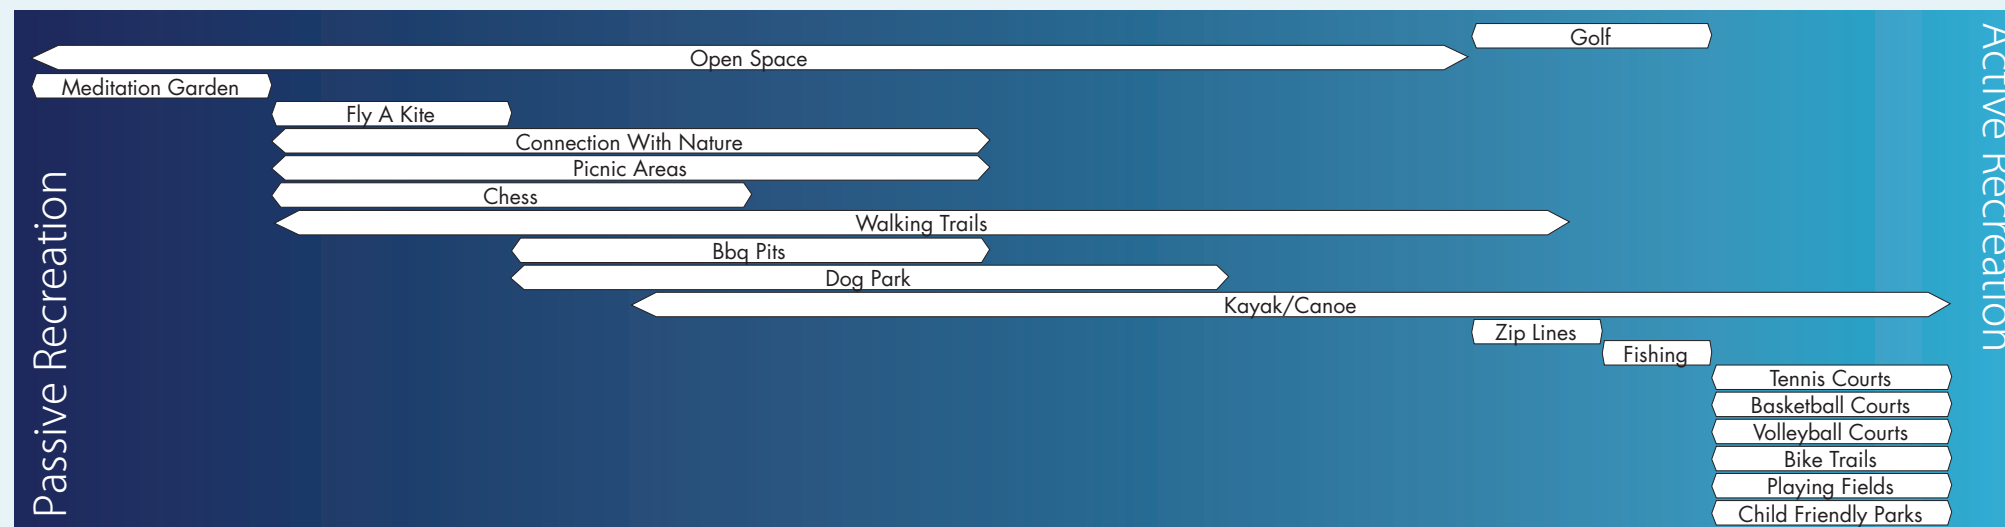 Golf
Open Space
Meditation Garden
Fly A Kite
Connection With Nature
Picnic Areas
Chess
Walking Trails
Bbq Pits
Dog Park
Kayak/Canoe
Zip Lines
Fishing
Tennis Courts
Basketball Courts
Volleyball Courts
Bike Trails
Playing Fields
Child Friendly Parks
Passive Recreation
Active Recreation